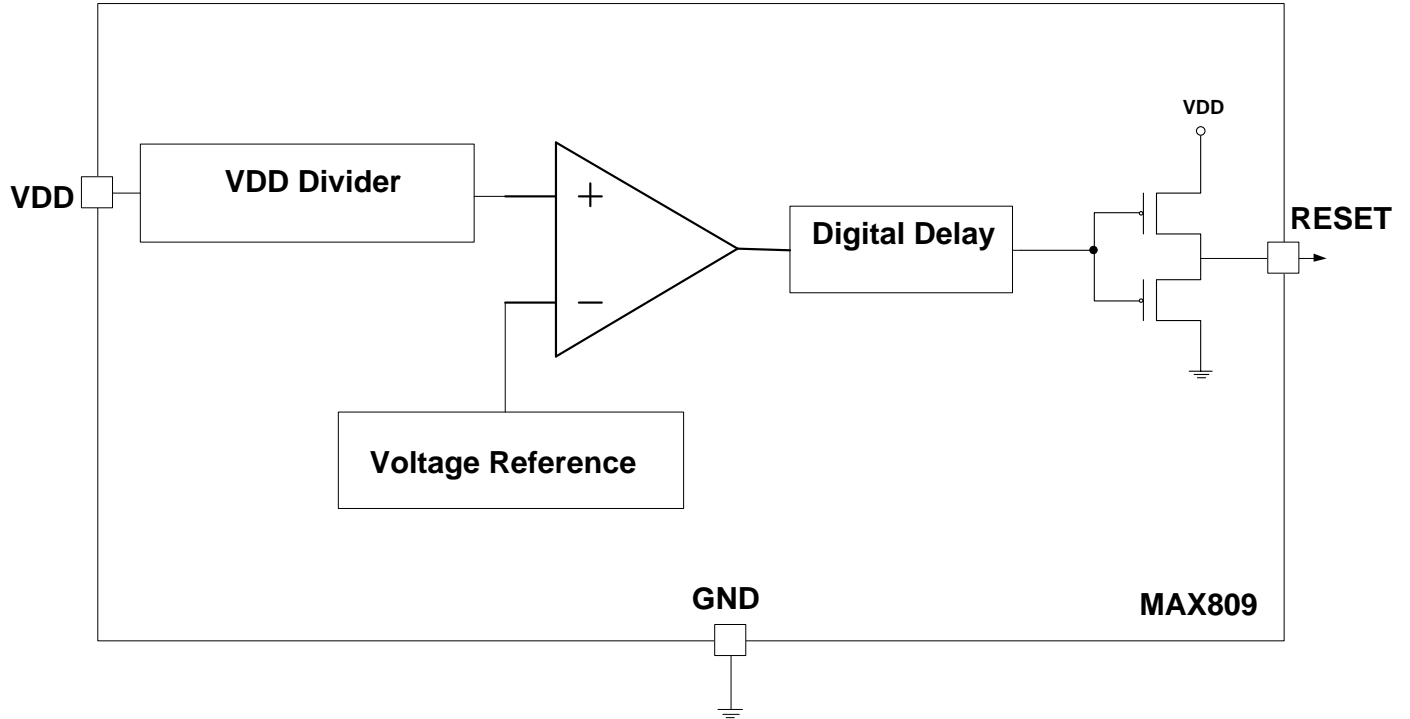 VDD
VDD
VDD Divider
+
Digital Delay
RESET
−
Voltage Reference
GND
MAX809